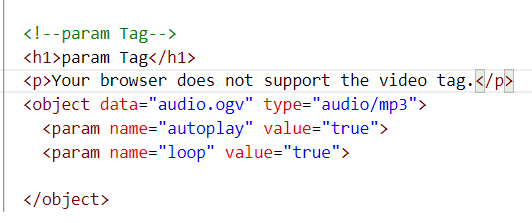 <!--param Tag-->
<h1>param Tag</h1>
<p>Your browser does not support the video tag.</p>
<object data="audio.ogv" type="audio/mp3">
  <param name="autoplay" value="true">
  <param name="loop" value="true">
</object>